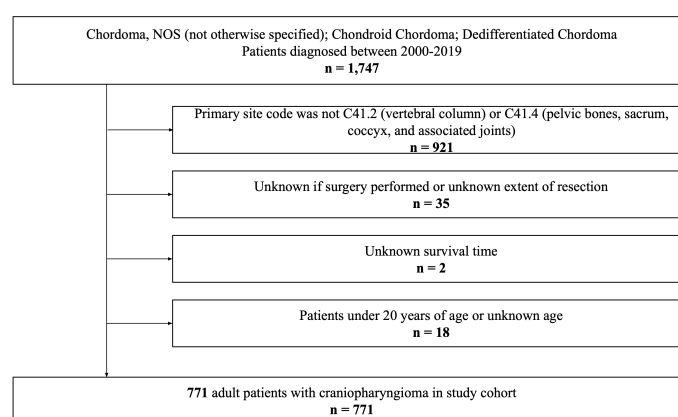 Chordoma, NOS (not otherwise specified); Chondroid Chordoma; Dedifferentiated Chordoma
Patients diagnosed between 2000-2019
n = 1,747
Primary site code was not C41.2 (vertebral column) or C41.4 (pelvic bones, sacrum,
coccyx, and associated joints)
n = 921
Unknown if surgery performed or unknown extent of resection
n = 35
Unknown survival time
n = 2
Patients under 20 years of age or unknown age
n = 18
771 adult patients with craniopharyngioma in study cohort
n = 771